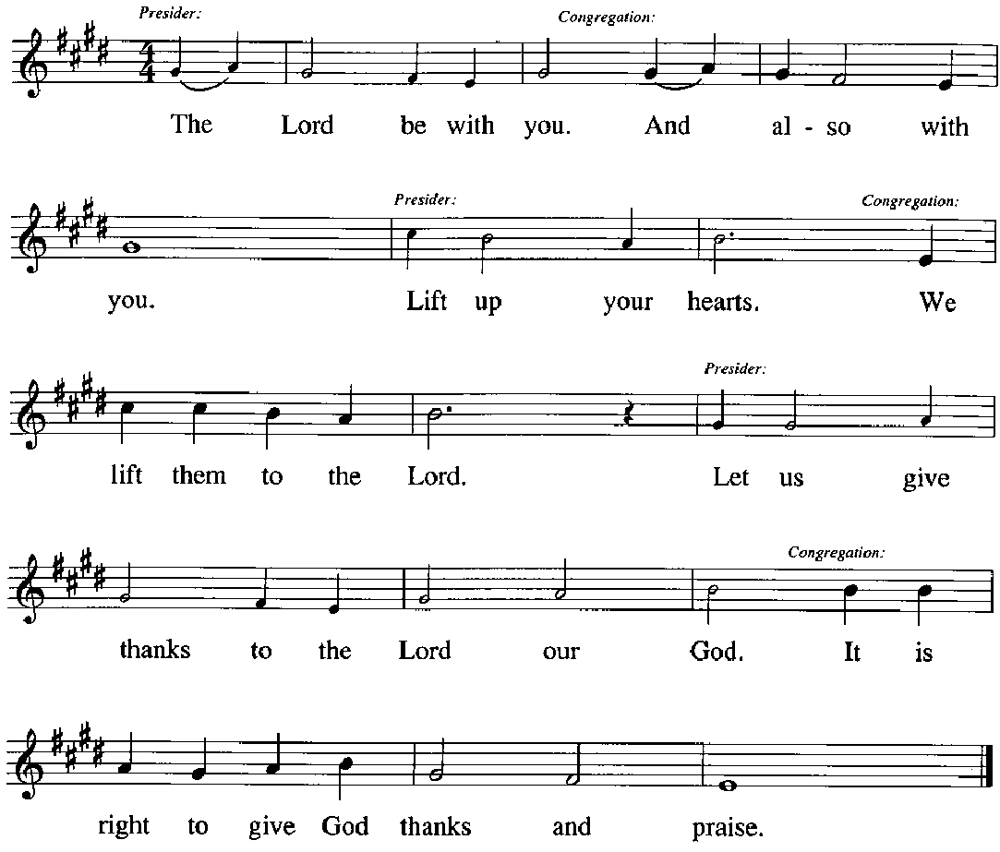 Presider: Congregation:
4/4
The Lord be with you. And al - so with
Presider: Congregation:
you. Lift up your hearts. We
Presider:
lift them to the Lord. Let us give
Congregation:
thanks to the Lord our God. It is
right to give God thanks and praise.